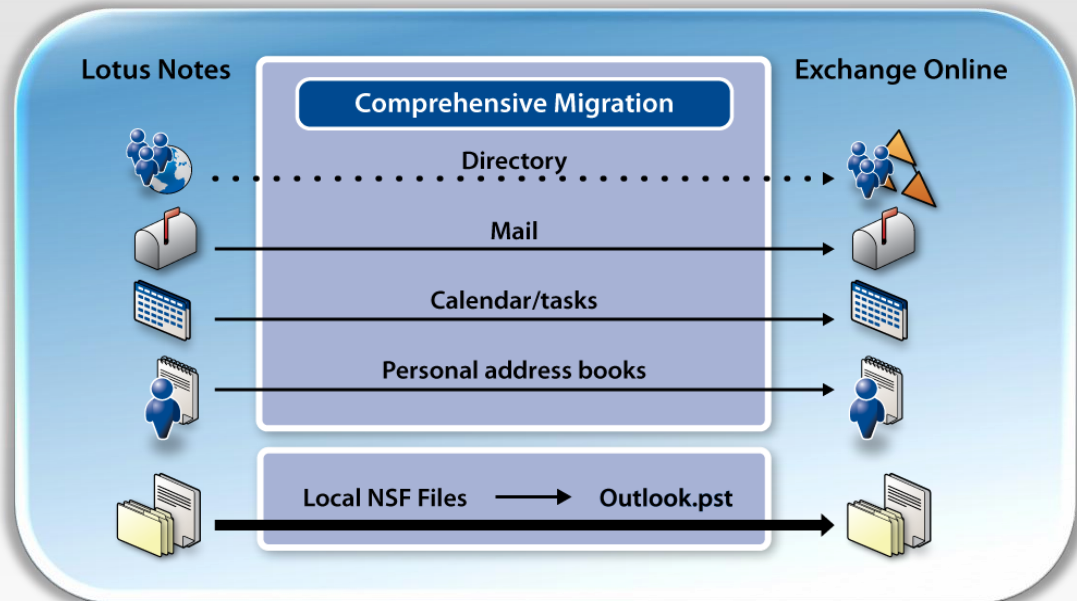 Lotus Notes
Exchange Online
Comprehensive Migration
Directory
Mail
Calendar/tasks
Personal address books
Local NSF Files
Outlook.pst